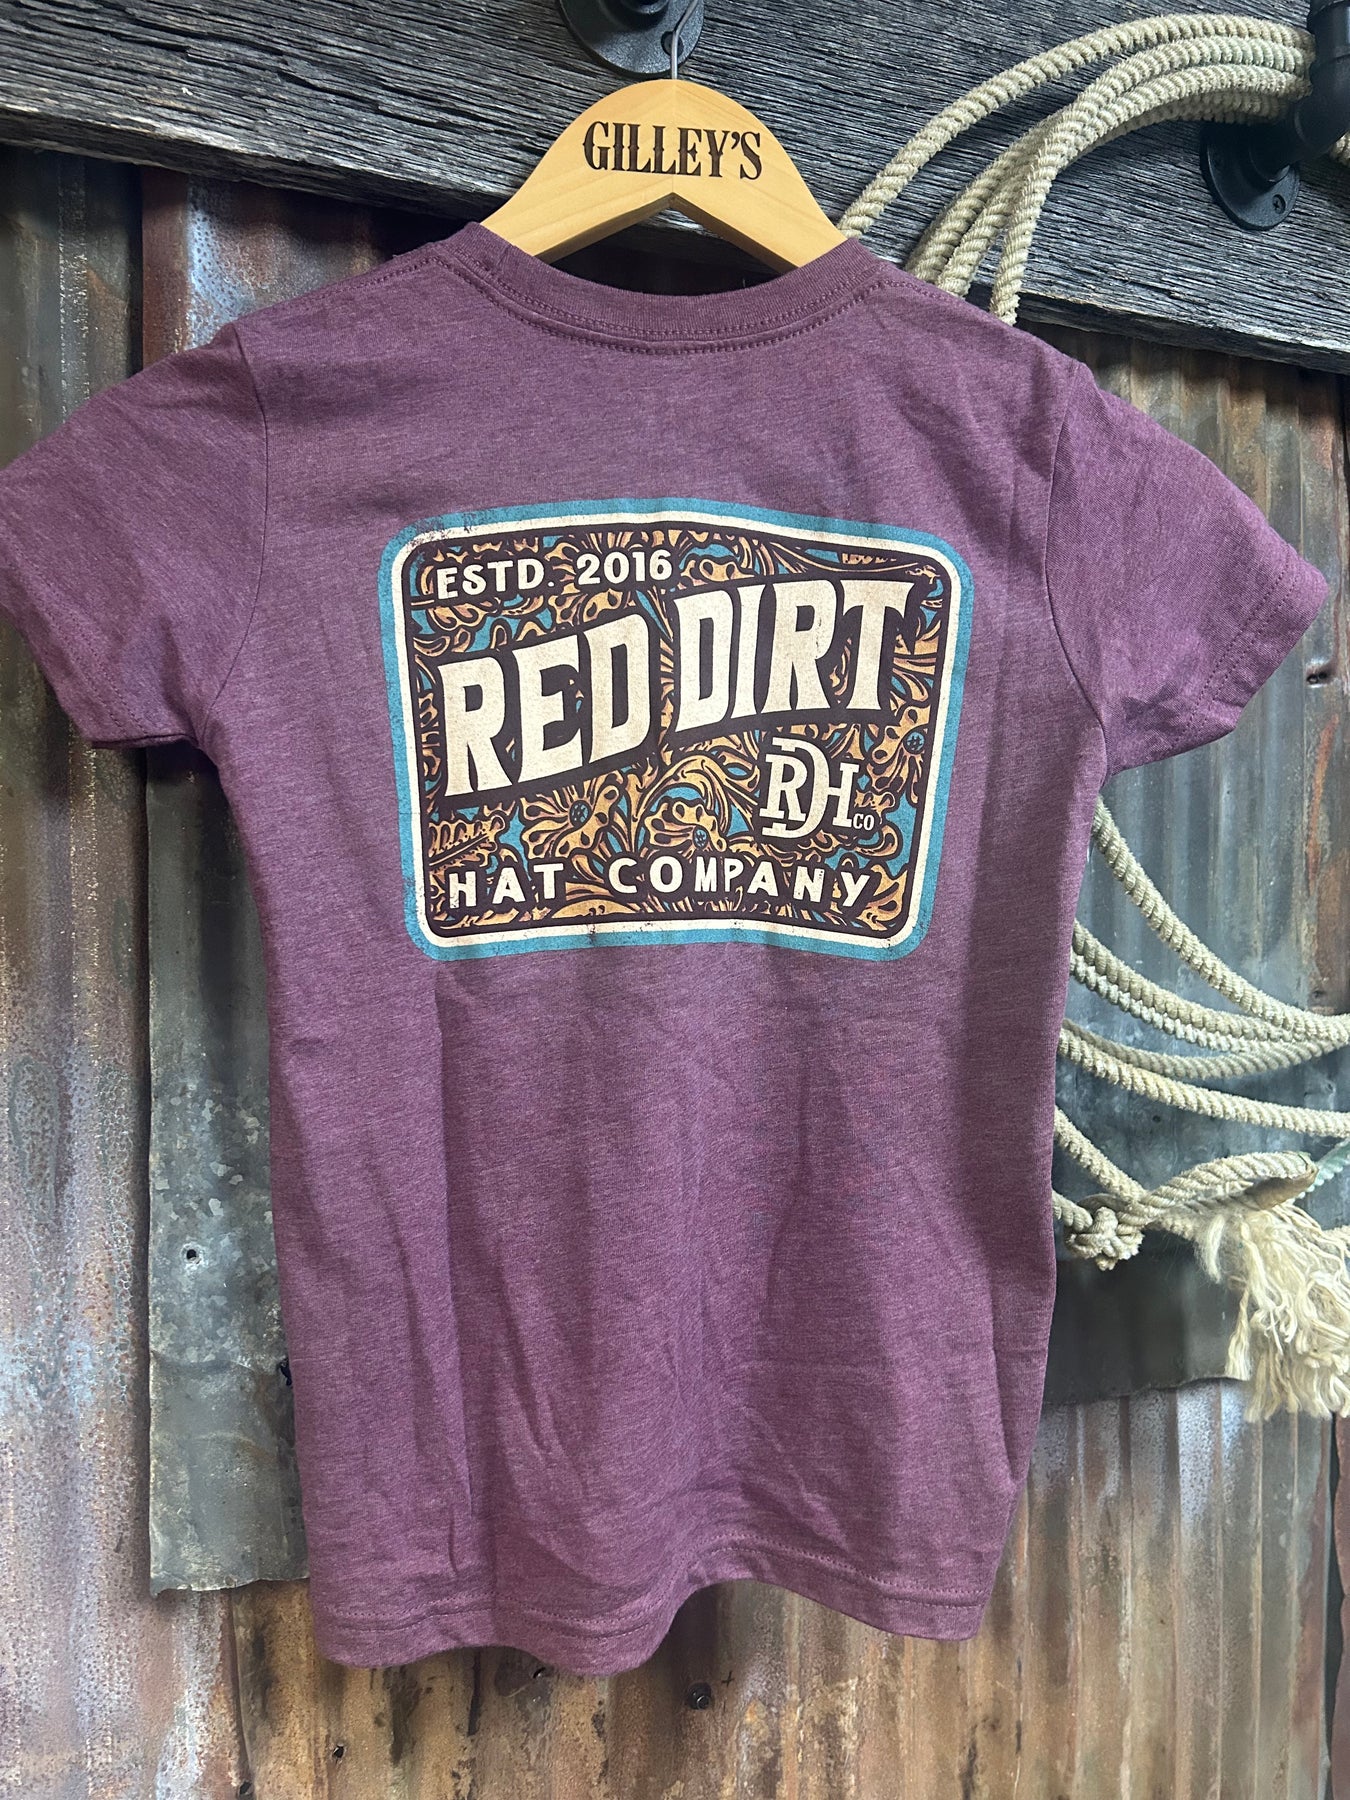 GILLEY'S
ESTD. 2016
RED DIRT
RDH CO
HAT COMPANY